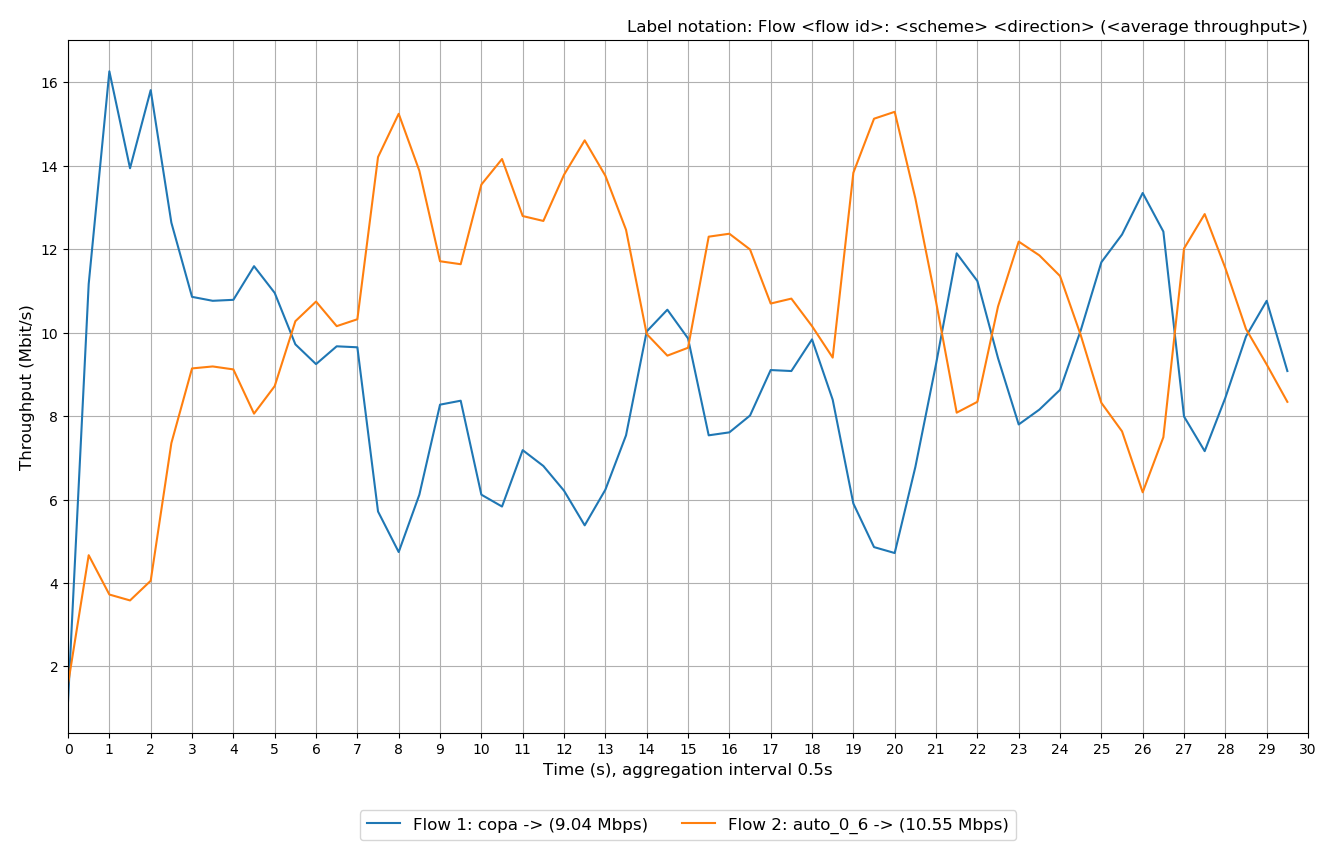 Label notation: Flow <flow id>: <scheme> <direction> (<average throughput>)
Throughput (Mbit/s)
16
14
12
10
8
6
4
2
0 1 2 3 4 5 6 7 8 9 10 11 12 13 14 15 16 17 18 19 20 21 22 23 24 25 26 27 28 29 30
Time (s), aggregation interval 0.5s
Flow 1: copa -> (9.04 Mbps) Flow 2: auto_0_6 -> (10.55 Mbps)